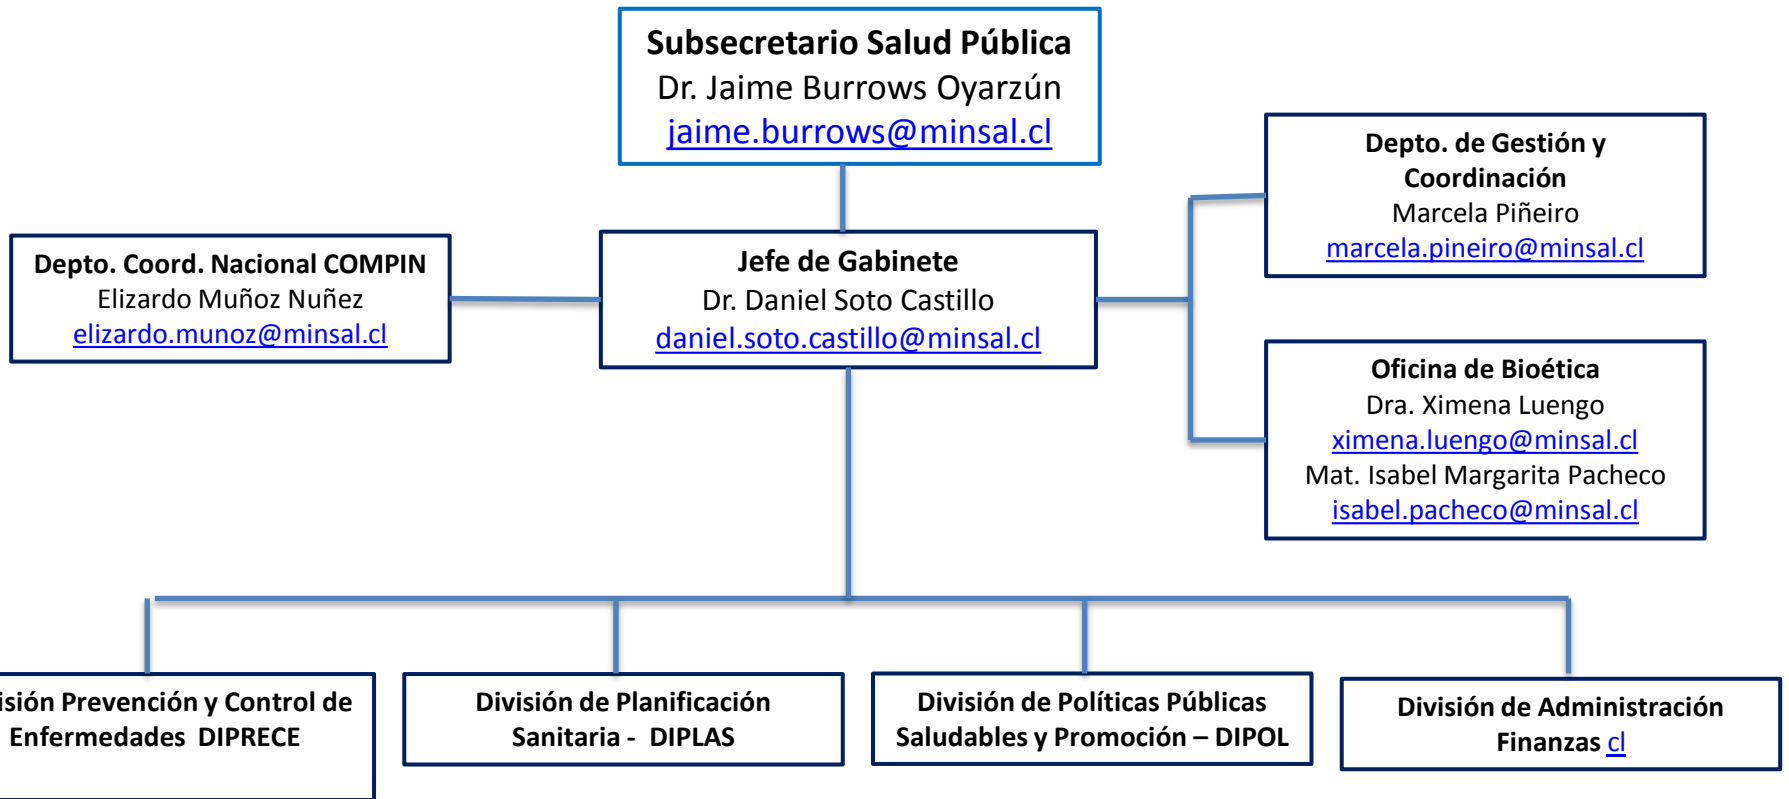 Subsecretario Salud Pública
Dr. Jaime Burrows Oyarzún
jaime.burrows@minsal.cl
Depto. de Gestión y
Coordinación
Marcela Piñeiro
marcela.pineiro@minsal.cl
Depto. Coord. Nacional COMPIN
Elizardo Muñoz Nuñez
elizardo.munoz@minsal.cl
Jefe de Gabinete
Dr. Daniel Soto Castillo
daniel.soto.castillo@minsal.cl
Oficina de Bioética
Dra. Ximena Luengo
ximena.luengo@minsal.cl
Mat. Isabel Margarita Pacheco
isabel.pacheco@minsal.cl
isión Prevención y Control de
Enfermedades DIPRECE
División de Planificación
Sanitaria - DIPLAS
División de Políticas Públicas
Saludables y Promoción – DIPOL
División de Administración
Finanzas cl